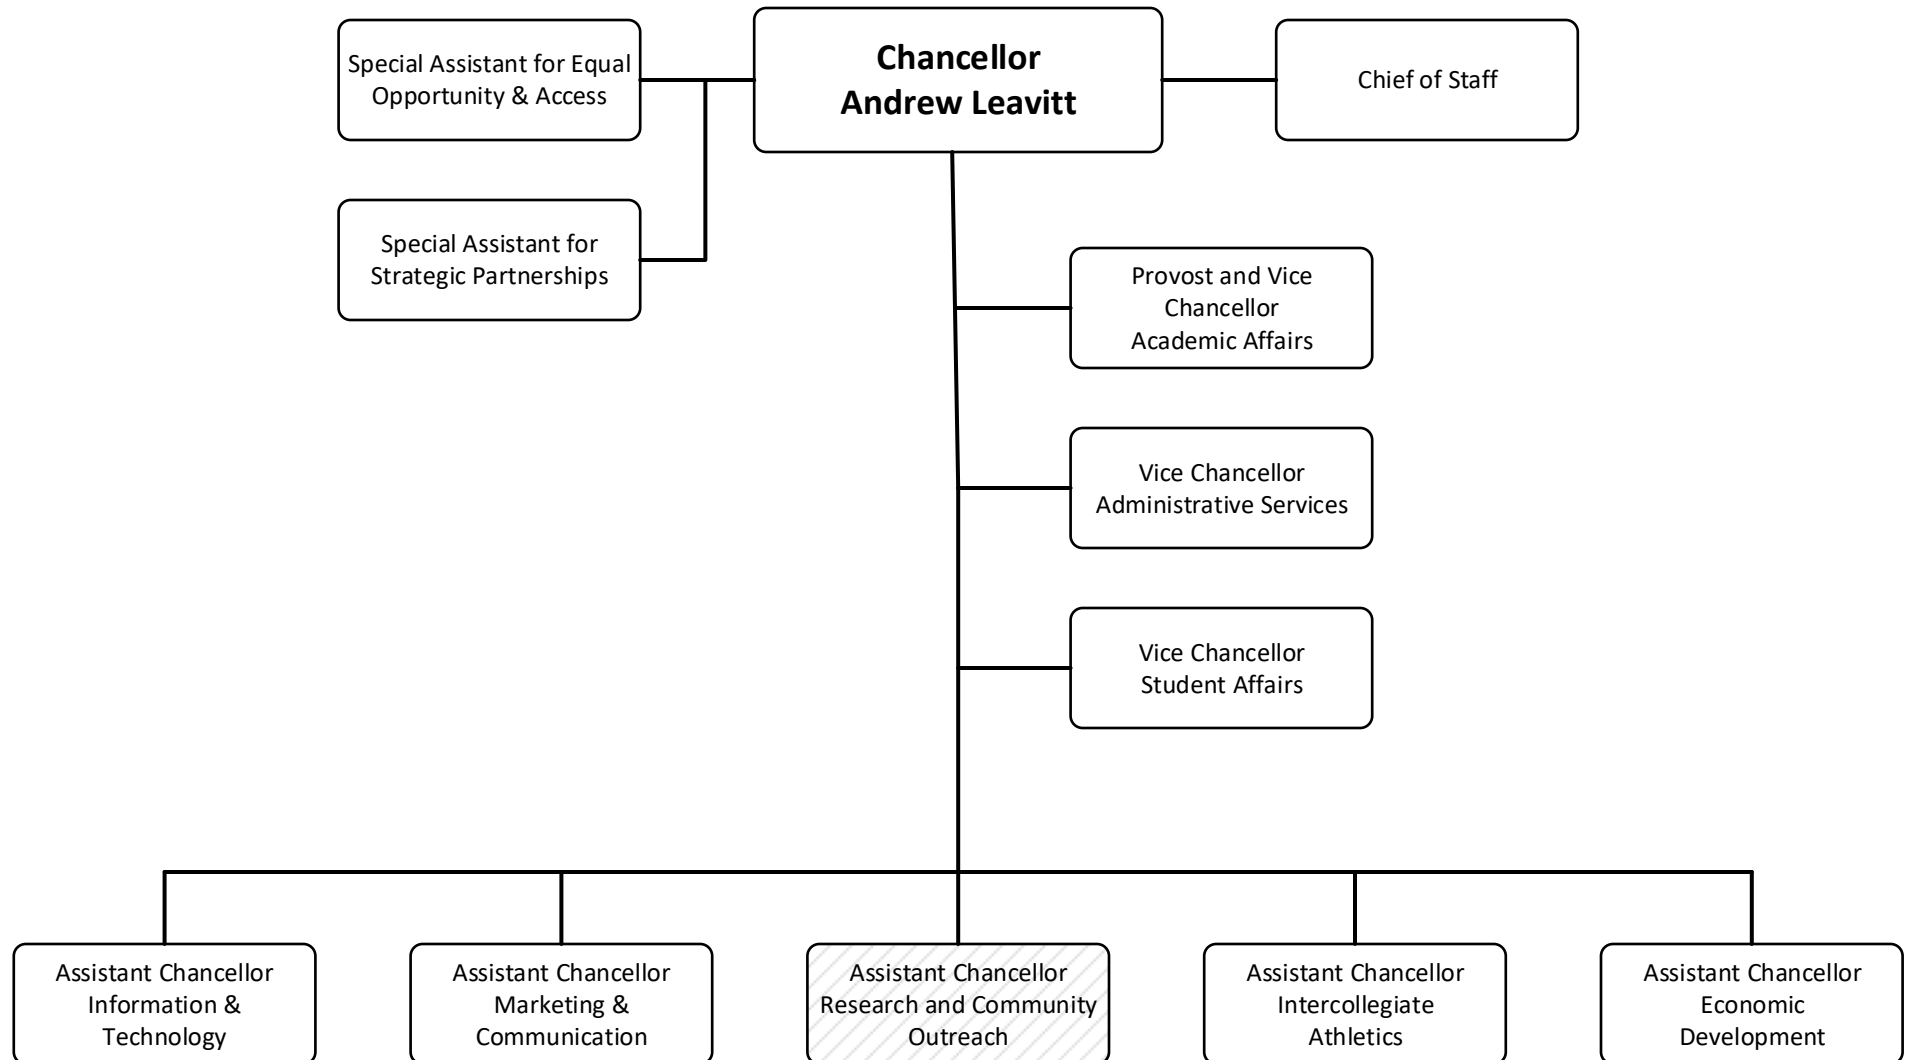 Special Assistant for Equal
Opportunity & Access
Chancellor
Andrew Leavitt
Chief of Staff
Special Assistant for
Strategic Partnerships
Provost and Vice
Chancellor
Academic Affairs
Vice Chancellor
Administrative Services
Vice Chancellor
Student Affairs
Assistant Chancellor
Information &
Technology
Assistant Chancellor
Marketing &
Communication
Assistant Chancellor
Research and Community
Outreach
Assistant Chancellor
Intercollegiate
Athletics
Assistant Chancellor
Economic
Development